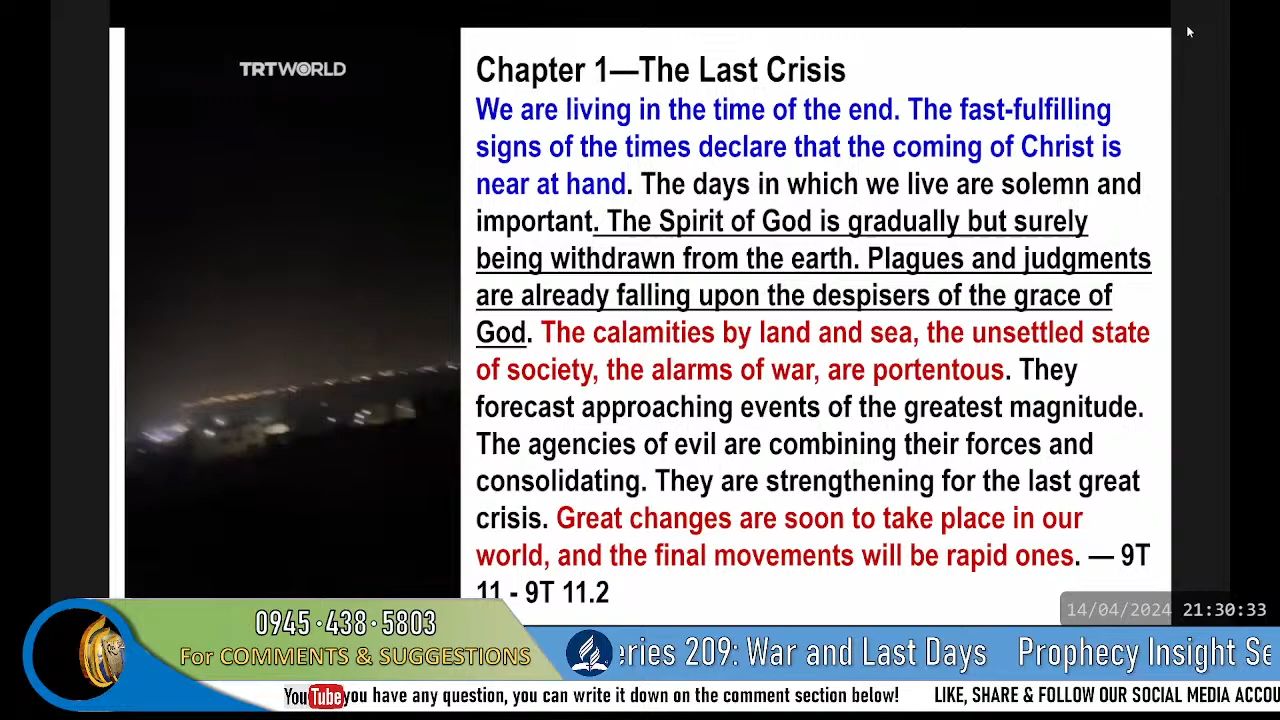 TRTWORLD
Chapter 1—The Last Crisis
We are living in the time of the end. The fast-fulfilling
signs of the times declare that the coming of Christ is
near at hand. The days in which we live are solemn and
important. The Spirit of God is gradually but surely
being withdrawn from the earth. Plagues and judgments
are already falling upon the despisers of the grace of
God. The calamities by land and sea, the unsettled state
of society, the alarms of war, are portentous. They
forecast approaching events of the greatest magnitude.
The agencies of evil are combining their forces and
consolidating. They are strengthening for the last great
crisis. Great changes are soon to take place in our
world, and the final movements will be rapid ones. — 9T
11 - 9T 11.2
14/04/2024 21:30:33
0945·438·5803
For COMMENTS & SUGGESTIONS
eries 209: War and Last Days Prophecy Insight Se
YouTube you have any question, you can write it down on the comment section below! LIKE, SHARE & FOLLOW OUR SOCIAL MEDIA ACCOU